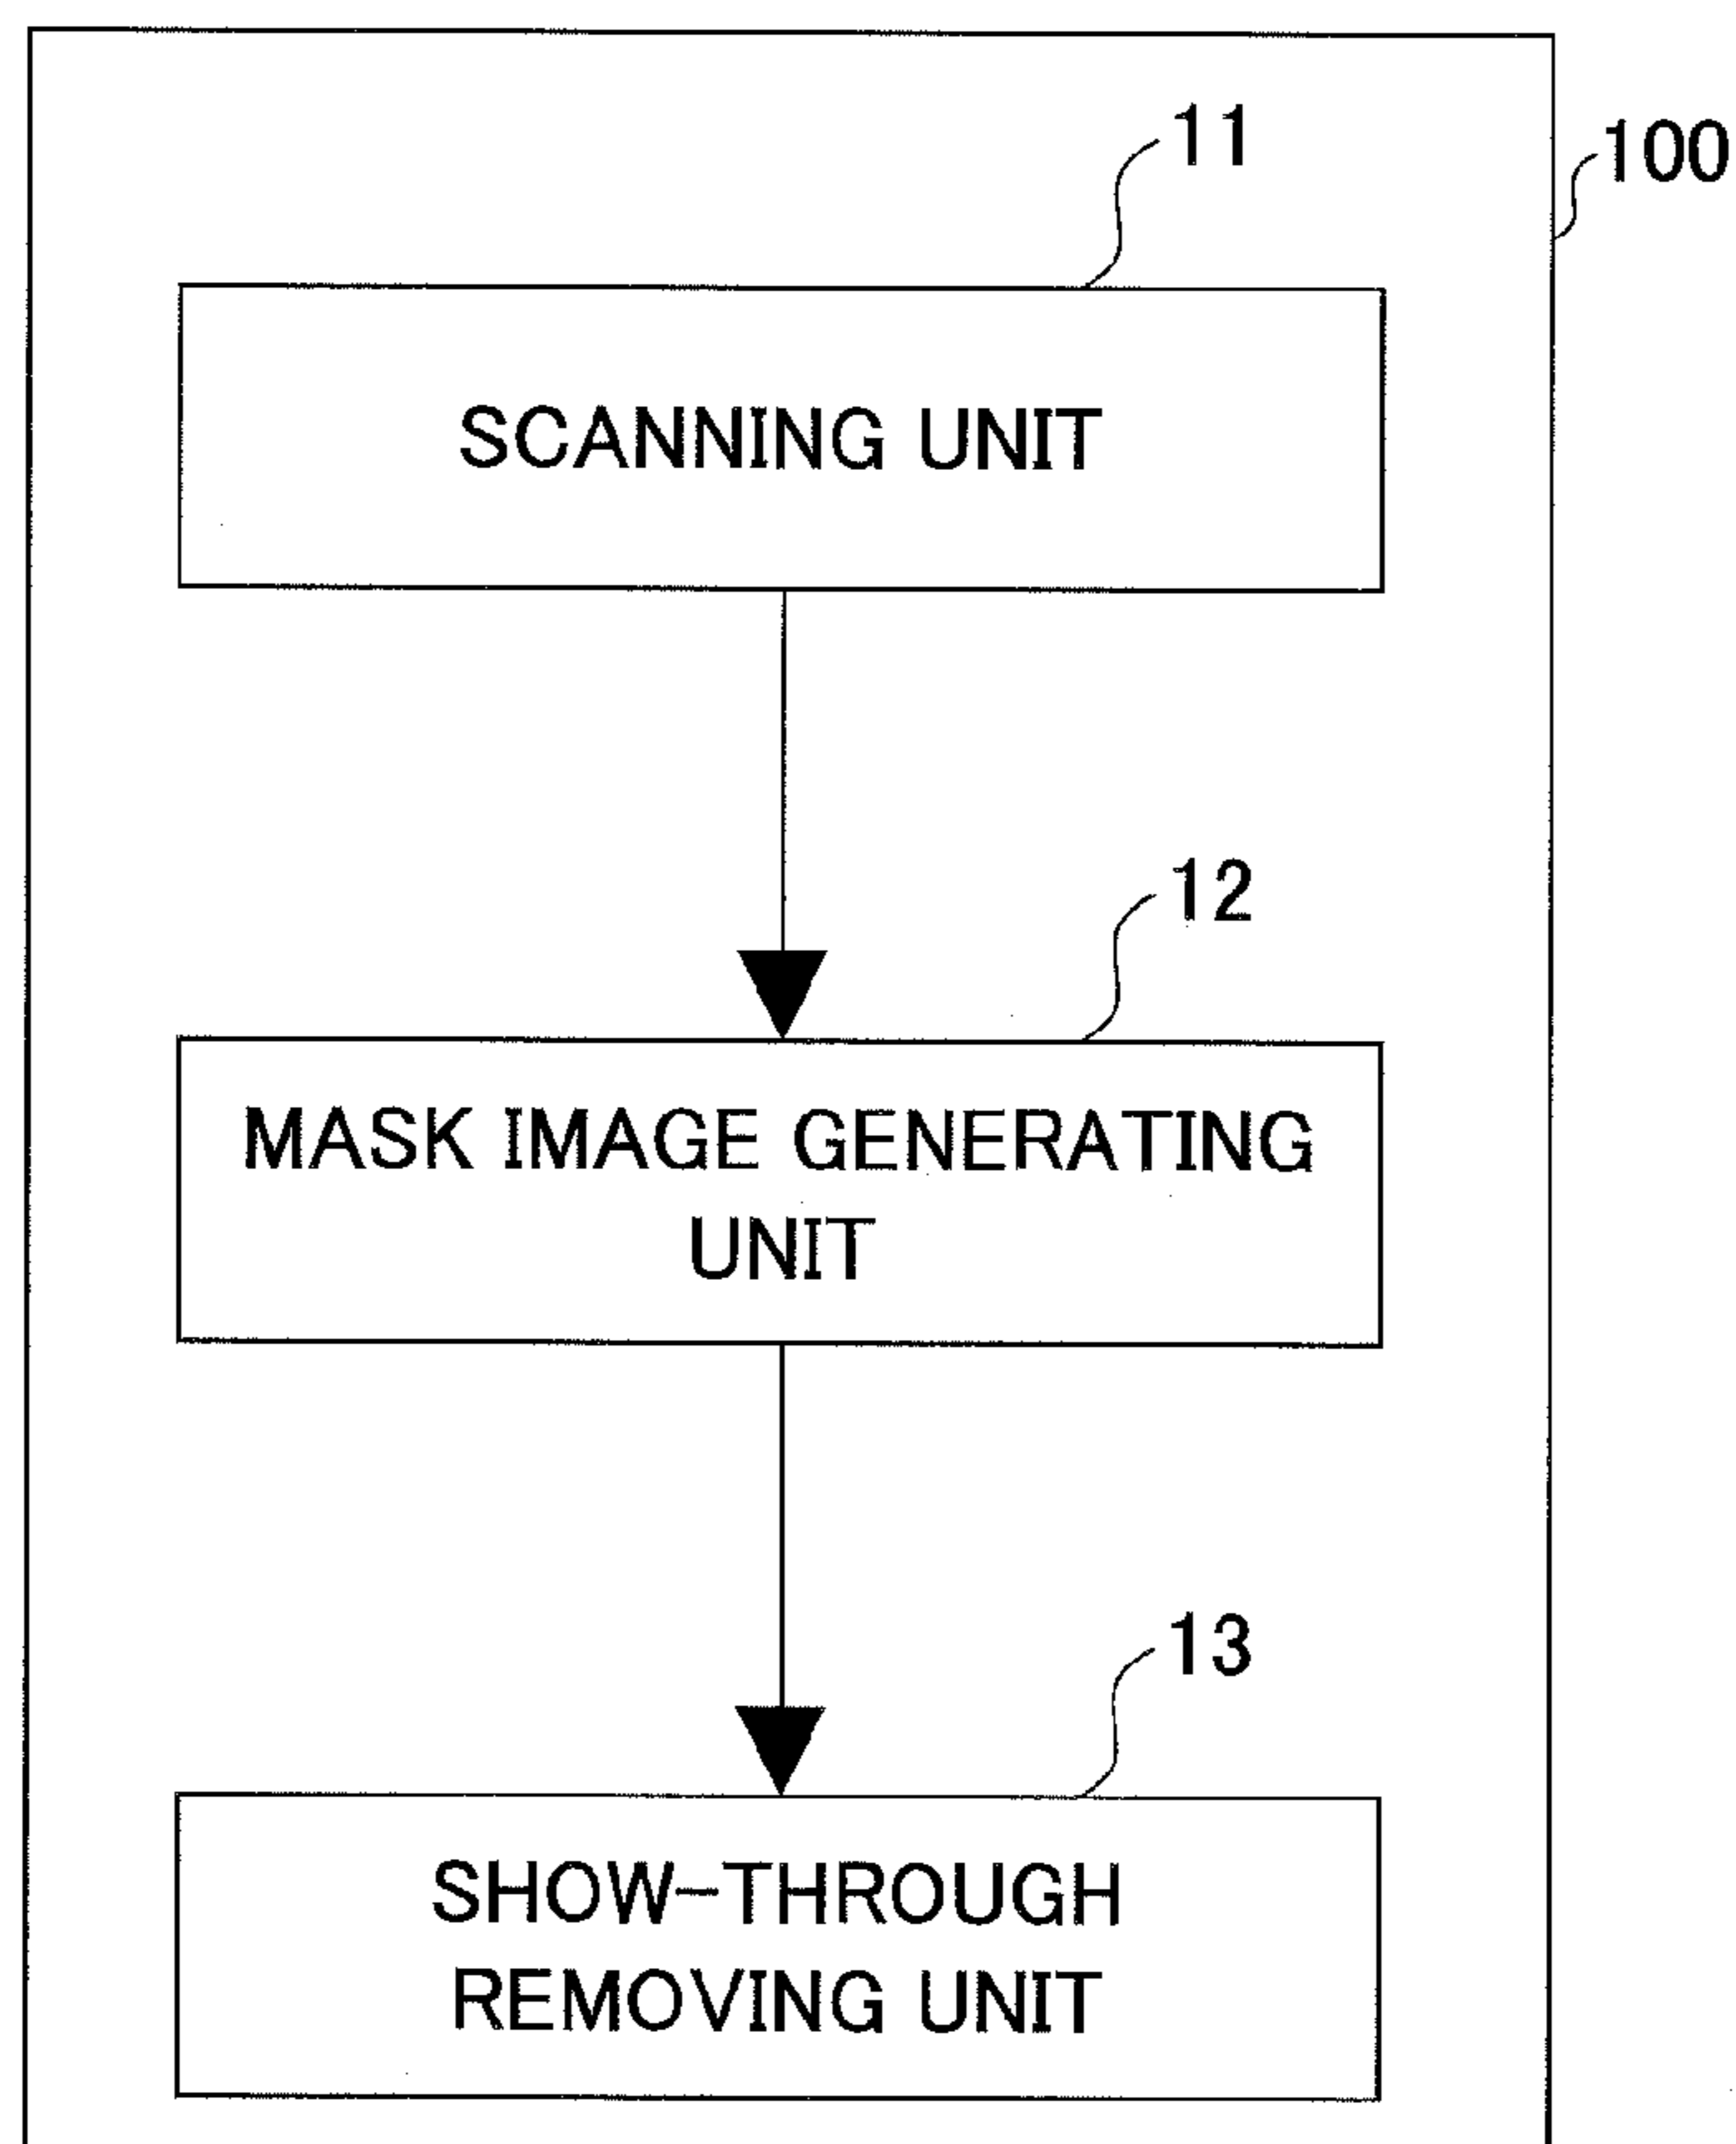 11
100
SCANNING UNIT
12
MASK IMAGE GENERATING
UNIT
13
SHOW-THROUGH
REMOVING UNIT